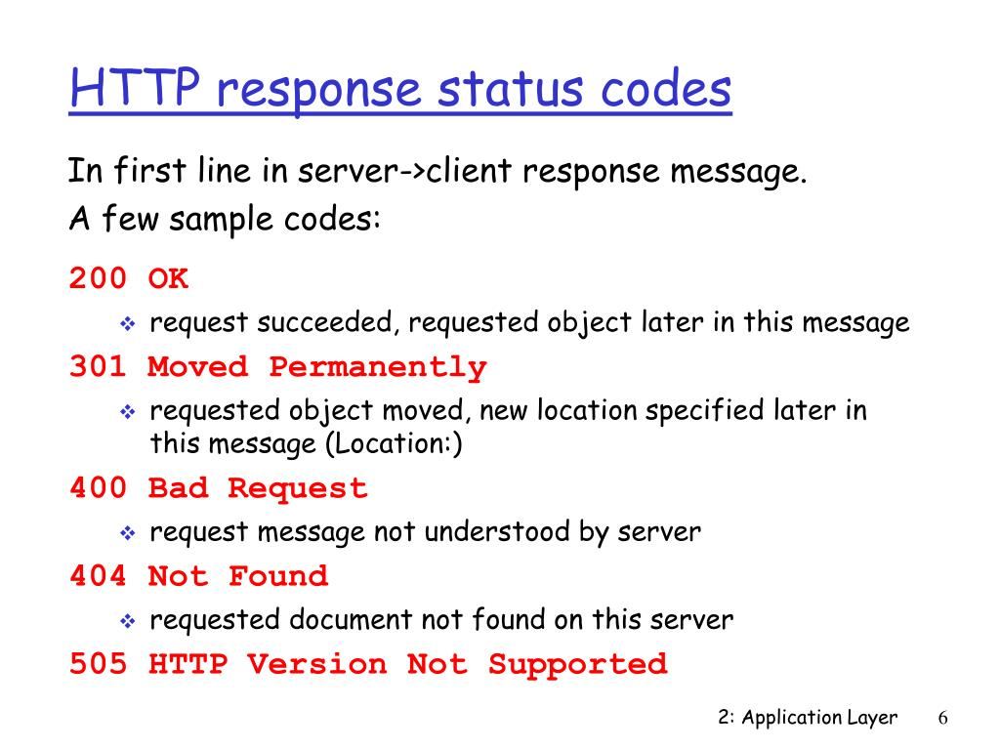 HTTP response status codes
In first line in server->client response message.
A few sample codes:
200 OK
❖ request succeeded, requested object later in this message
301 Moved Permanently
❖ requested object moved, new location specified later in
this message (Location:)
400 Bad Request
❖ request message not understood by server
404 Not Found
❖ requested document not found on this server
505 HTTP Version Not Supported
2: Application Layer 6